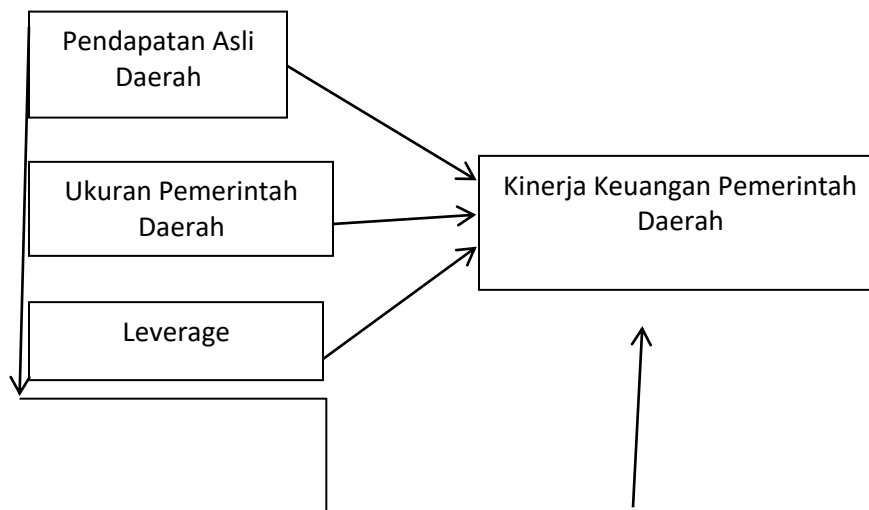 Pendapatan Asli
Daerah
Ukuran Pemerintah
Daerah
Kinerja Keuangan Pemerintah
Daerah
Leverage